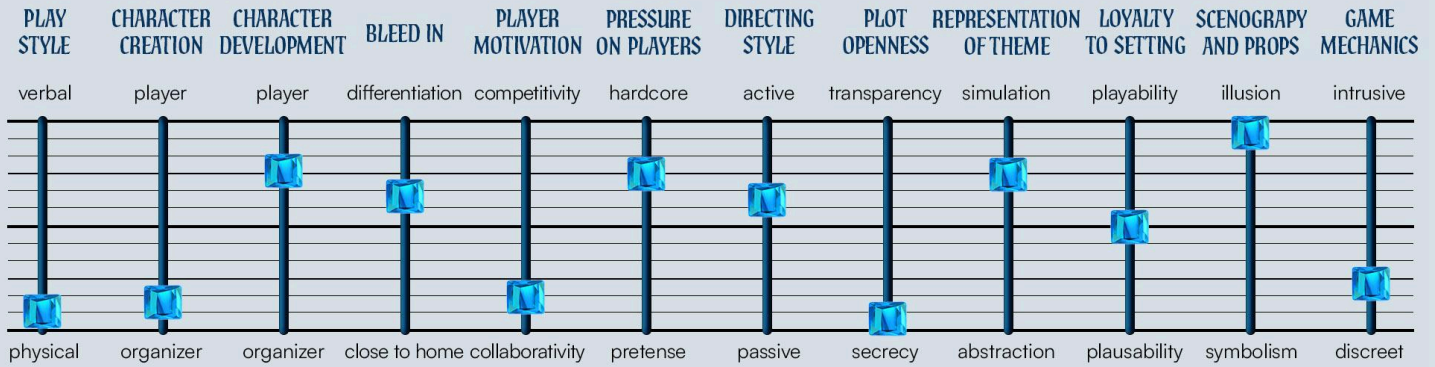 PLAY STYLE
CHARACTER CREATION
CHARACTER DEVELOPMENT
BLEED IN
PLAYER MOTIVATION
PRESSURE ON PLAYERS
DIRECTING STYLE
PLOT OPENNESS
REPRESENTATION OF THEME
LOYALTY TO SETTING
SCENOGRAPY AND PROPS
GAME MECHANICS
verbal player player differentiation competitivity hardcore active transparency simulation playability illusion intrusive
physical organizer organizer close to home collaborativity pretense passive secrecy abstraction plausability symbolism discreet